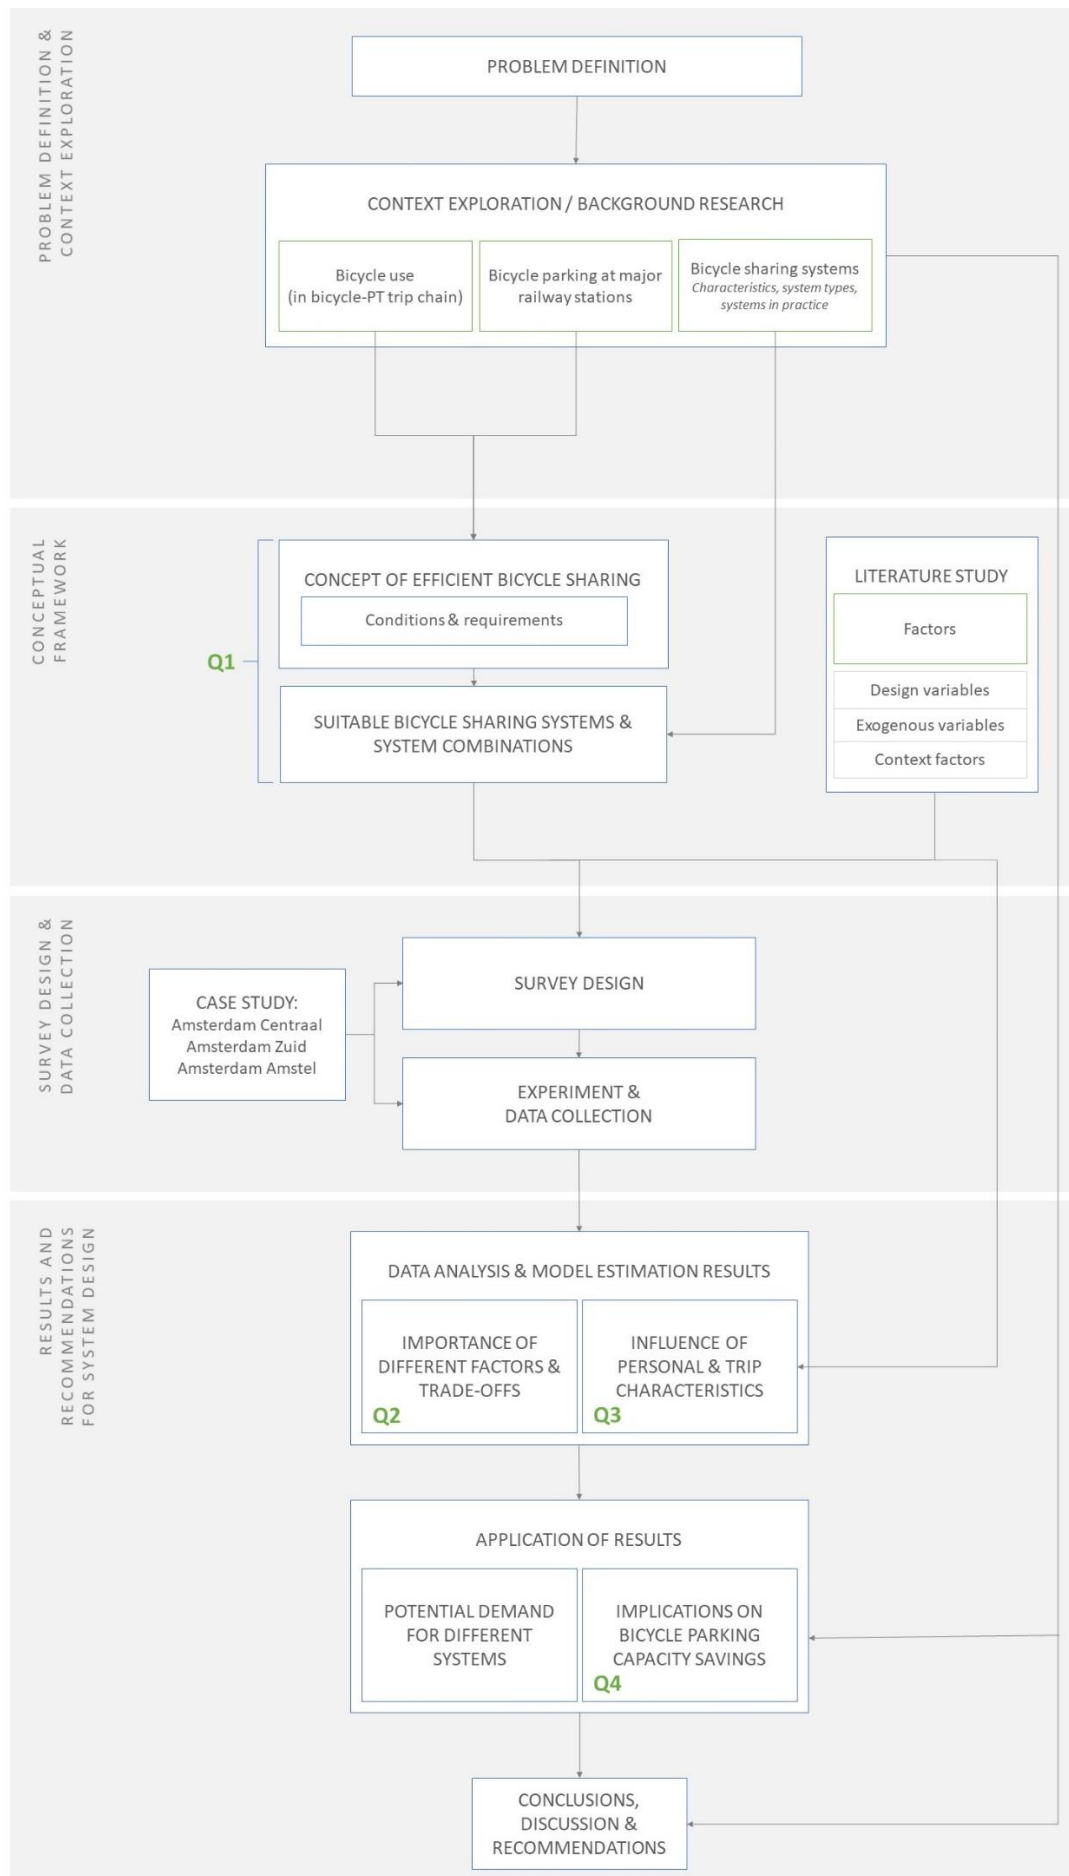 PROBLEM DEFINITION &
CONTEXT EXPLORATION
PROBLEM DEFINITION
CONTEXT EXPLORATION / BACKGROUND RESEARCH
Bicycle use
(in bicycle-PT trip chain)
Bicycle parking at major
railway stations
Bicycle sharing systems
Characteristics, system types,
systems in practice
CONCEPTUAL
FRAMEWORK
Q1
CONCEPT OF EFFICIENT BICYCLE SHARING
Conditions & requirements
SUITABLE BICYCLE SHARING SYSTEMS &
SYSTEM COMBINATIONS
LITERATURE STUDY
Factors
Design variables
Exogenous variables
Context factors
SURVEY DESIGN &
DATA COLLECTION
CASE STUDY:
Amsterdam Centraal
Amsterdam Zuid
Amsterdam Amstel
SURVEY DESIGN
EXPERIMENT &
DATA COLLECTION
RESULTS AND
RECOMMENDATIONS
FOR SYSTEM DESIGN
DATA ANALYSIS & MODEL ESTIMATION RESULTS
IMPORTANCE OF
DIFFERENT FACTORS &
TRADE-OFFS
Q2
INFLUENCE OF
PERSONAL & TRIP
CHARACTERISTICS
Q3
APPLICATION OF RESULTS
POTENTIAL DEMAND
FOR DIFFERENT
SYSTEMS
IMPLICATIONS ON
BICYCLE PARKING
CAPACITY SAVINGS
Q4
CONCLUSIONS,
DISCUSSION &
RECOMMENDATIONS